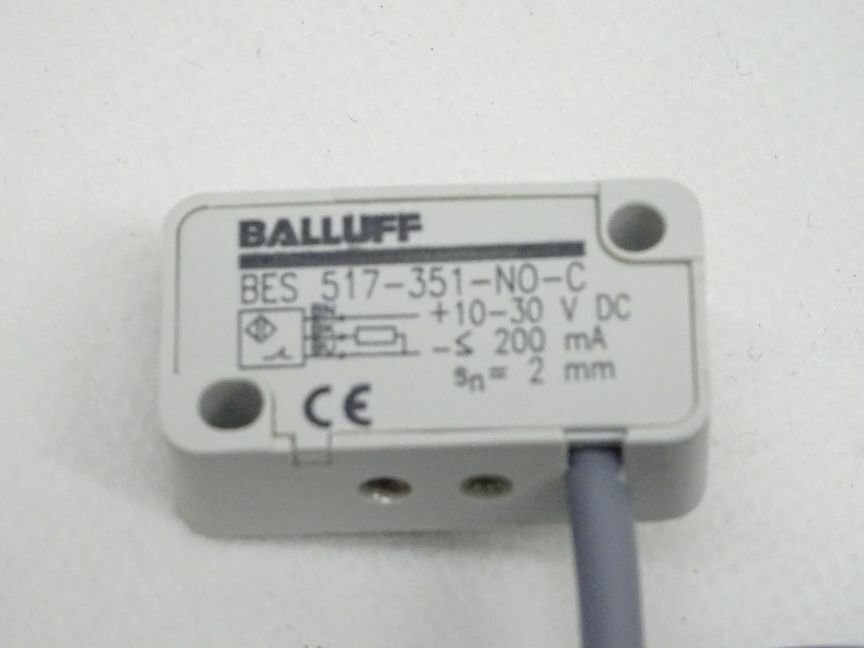 BALLUFF
BES 517-351-NO-C
+10-30 V DC
-≤ 200 mA
sn= 2 mm
CE